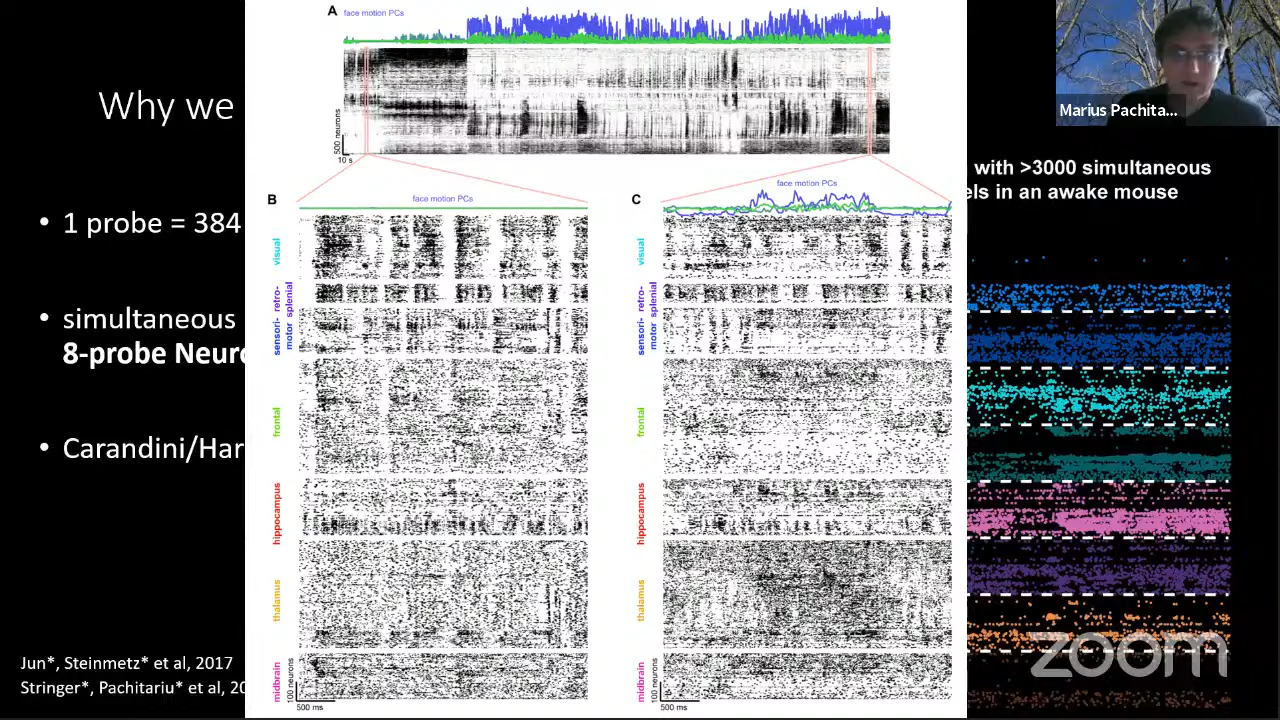 Why we
• 1 probe = 384
• simultaneous
8-probe Neuro
• Carandini/Har
Jun*, Steinmetz* et al, 2017
Stringer*, Pachitariu* et al, 20
A
face motion PCs
500 neurons
10 s
B
face motion PCs
visual
retro-
splenial
sensori-
motor
frontal
hippocampus
thalamus
midbrain
100 neurons
500 ms
C
face motion PCs
visual
retro-
splenial
sensori-
motor
frontal
hippocampus
thalamus
midbrain
100 neurons
500 ms
Marius Pachita...
with >3000 simultaneous
els in an awake mouse
zoom